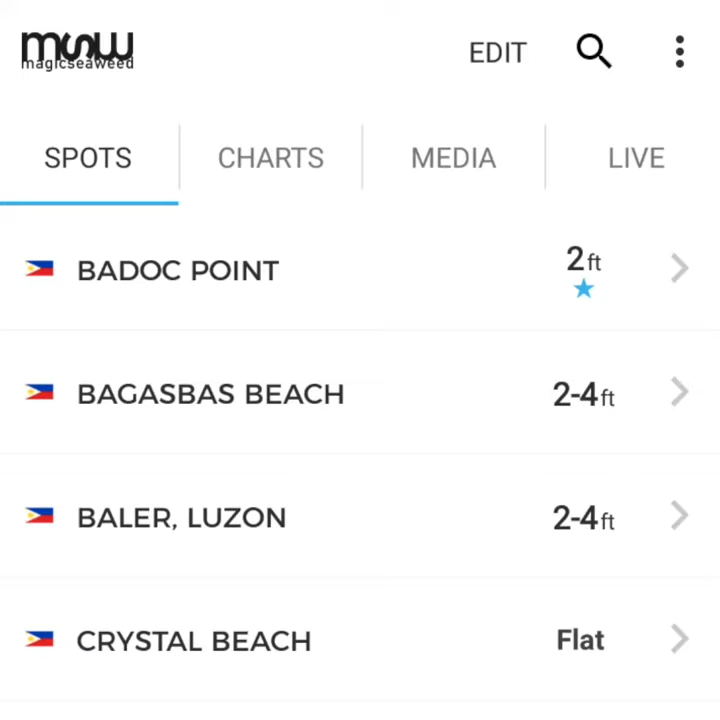 msw
magicseaweed
EDIT
SPOTS
CHARTS
MEDIA
LIVE
BADOC POINT
2ft
BAGASBAS BEACH
2-4ft
BALER, LUZON
2-4ft
CRYSTAL BEACH
Flat